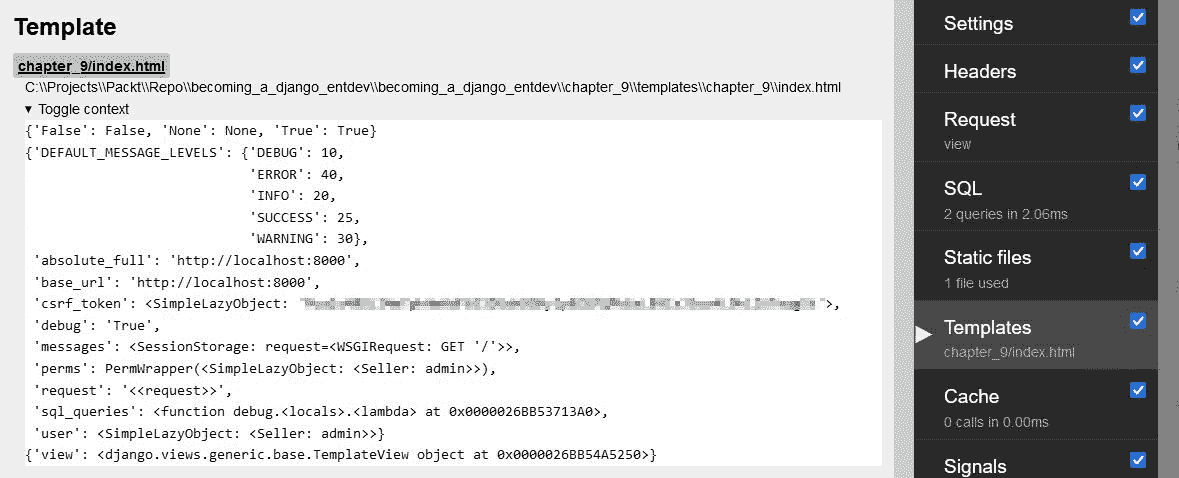 Template
chapter_9/index.html
C:\\Projects\\Packt\\Repo\\becoming_a_django_entdev\\becoming_a_django_entdev\\chapter_9\\templates\\chapter_9\\index.html
▼ Toggle context
{'False': False, 'None': None, 'True': True}
{'DEFAULT_MESSAGE_LEVELS': {'DEBUG': 10,
'ERROR': 40,
'INFO': 20,
'SUCCESS': 25,
'WARNING': 30},
'absolute_full': 'http://localhost:8000',
'base_url': 'http://localhost:8000',
'csrf_token': <SimpleLazyObject: '">,
'debug': 'True',
'messages': <SessionStorage: request=<WSGIRequest: GET '/'>>,
'perms': PermWrapper(<SimpleLazyObject: <Seller: admin>>),
'request': '<<request>>',
'sql_queries': <function debug.<locals>.<lambda> at 0x0000026BB53713A0>,
'user': <SimpleLazyObject: <Seller: admin>>}
{'view': <django.views.generic.base.TemplateView object at 0x0000026BB54A5250>}
Settings
Headers
Request
view
SQL
2 queries in 2.06ms
Static files
1 file used
Templates
chapter_9/index.html
Cache
0 calls in 0.00ms
Signals